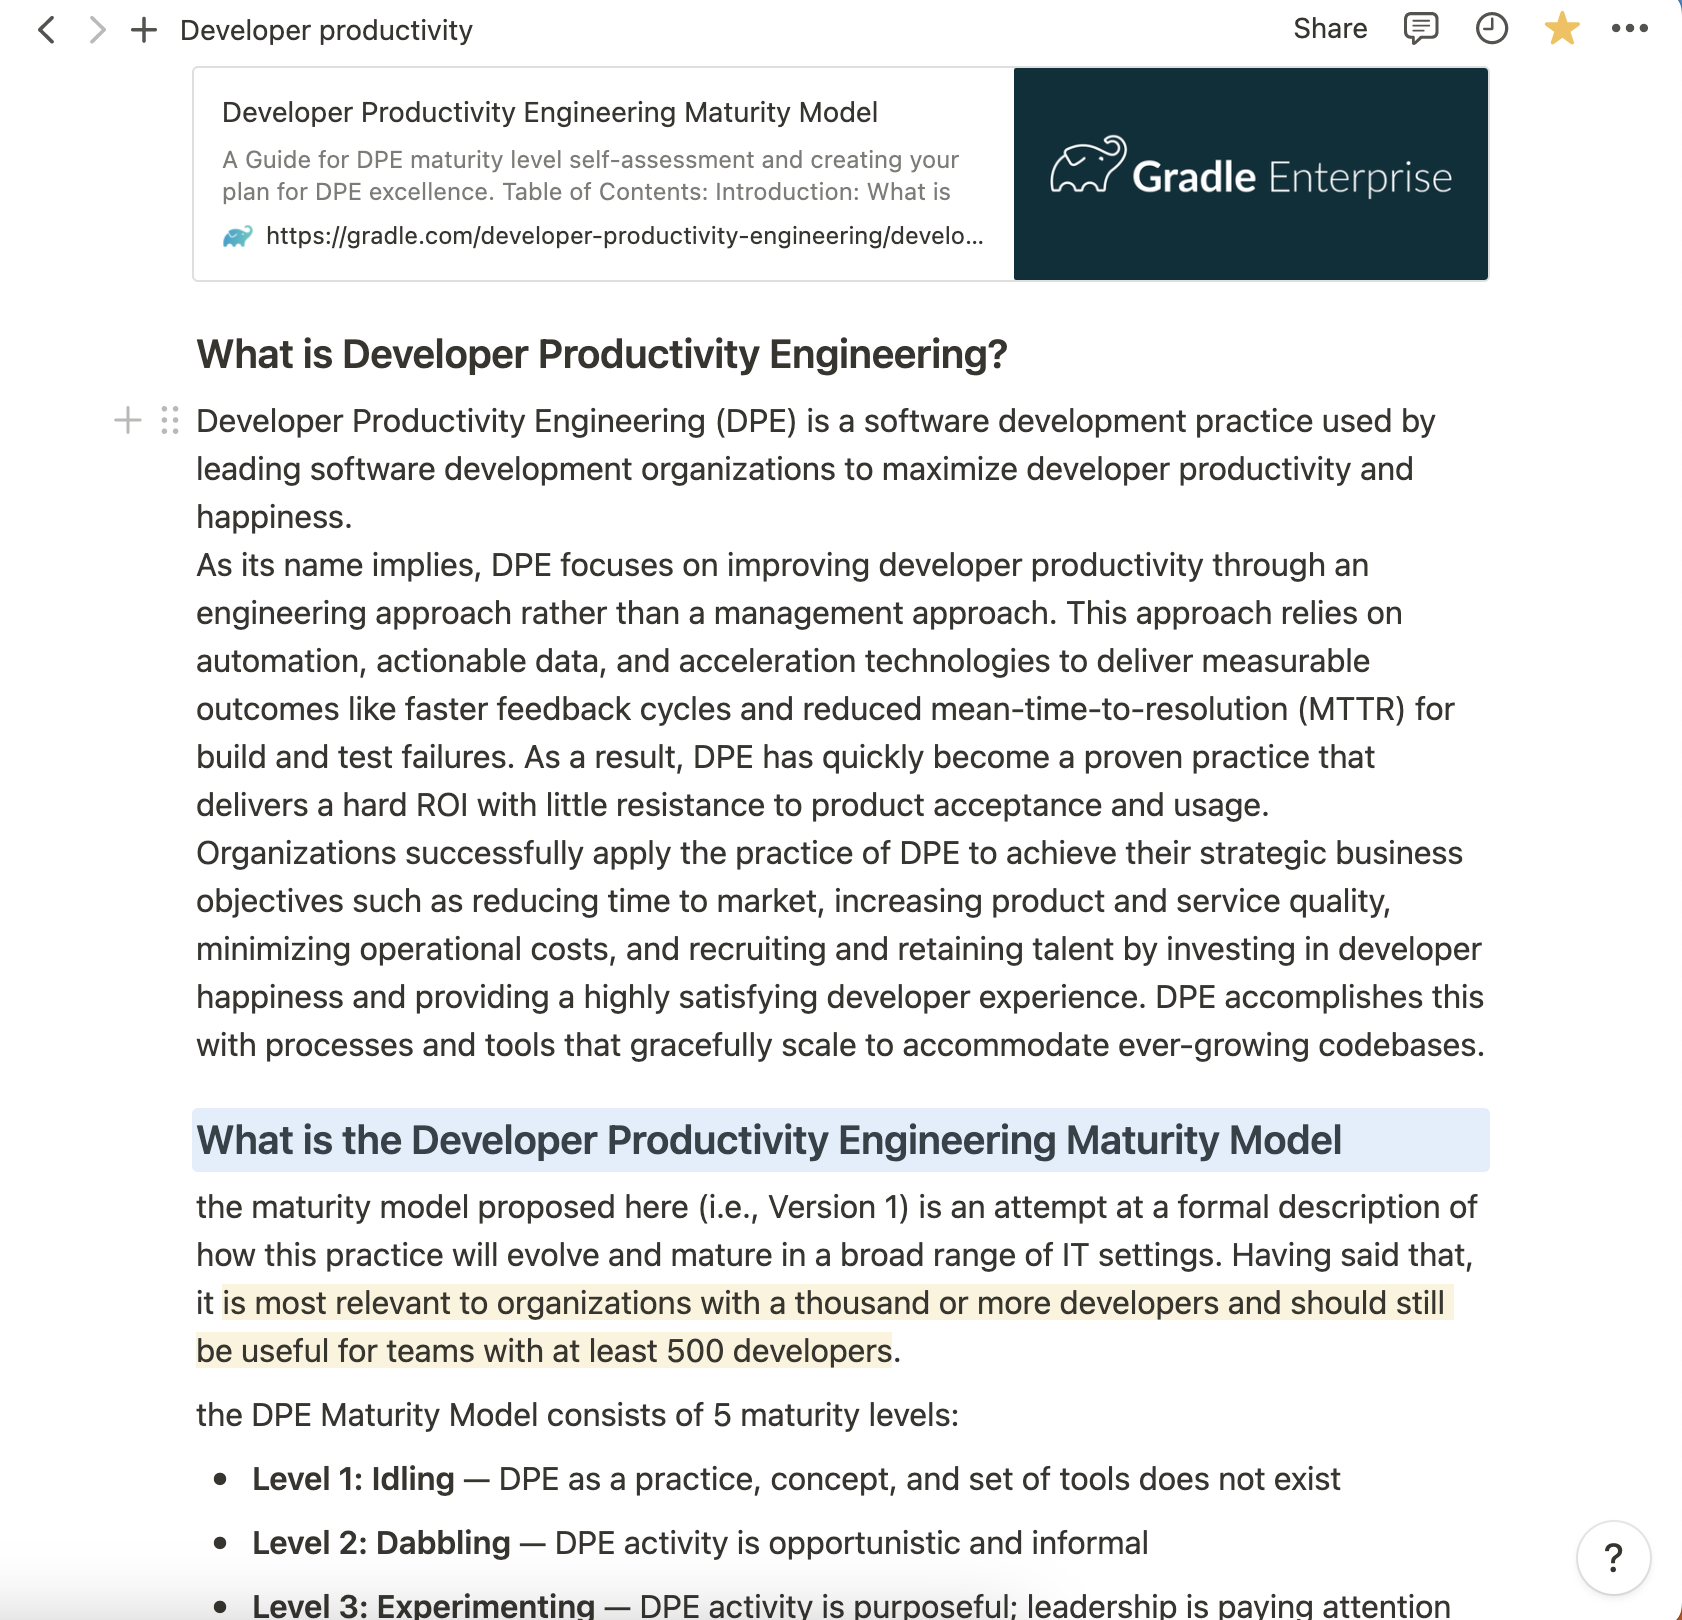 Developer productivity
Share
Developer Productivity Engineering Maturity Model
A Guide for DPE maturity level self-assessment and creating your
plan for DPE excellence. Table of Contents: Introduction: What is
https://gradle.com/developer-productivity-engineering/develo...
Gradle Enterprise
What is Developer Productivity Engineering?
Developer Productivity Engineering (DPE) is a software development practice used by
leading software development organizations to maximize developer productivity and
happiness.
As its name implies, DPE focuses on improving developer productivity through an
engineering approach rather than a management approach. This approach relies on
automation, actionable data, and acceleration technologies to deliver measurable
outcomes like faster feedback cycles and reduced mean-time-to-resolution (MTTR) for
build and test failures. As a result, DPE has quickly become a proven practice that
delivers a hard ROI with little resistance to product acceptance and usage.
Organizations successfully apply the practice of DPE to achieve their strategic business
objectives such as reducing time to market, increasing product and service quality,
minimizing operational costs, and recruiting and retaining talent by investing in developer
happiness and providing a highly satisfying developer experience. DPE accomplishes this
with processes and tools that gracefully scale to accommodate ever-growing codebases.
What is the Developer Productivity Engineering Maturity Model
the maturity model proposed here (i.e., Version 1) is an attempt at a formal description of
how this practice will evolve and mature in a broad range of IT settings. Having said that,
it is most relevant to organizations with a thousand or more developers and should still
be useful for teams with at least 500 developers.
the DPE Maturity Model consists of 5 maturity levels:
• Level 1: Idling — DPE as a practice, concept, and set of tools does not exist
• Level 2: Dabbling — DPE activity is opportunistic and informal
• Level 3: Experimenting — DPE activity is purposeful; leadership is paying attention
?